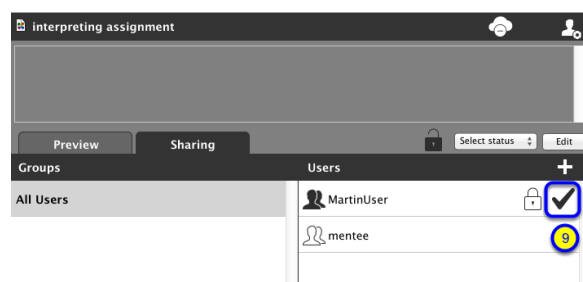 interpreting assignment
Preview Sharing Select status Edit
Groups Users +
All Users MartinUser
mentee 9